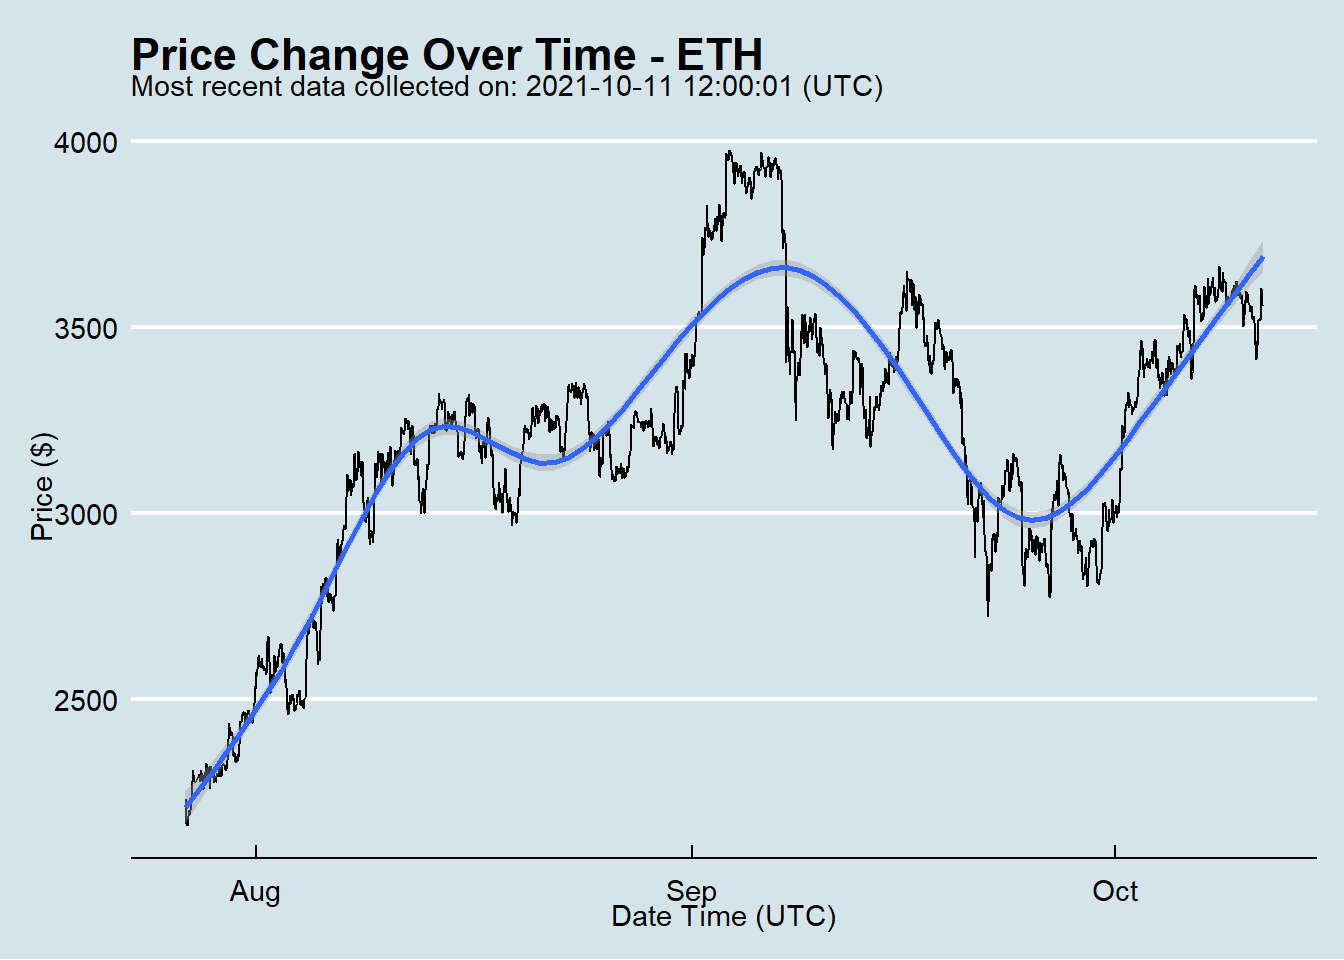 Price Change Over Time - ETH
Most recent data collected on: 2021-10-11 12:00:01 (UTC)
4000
3500
3000
2500
Price ($)
Aug
Sep
Oct
Date Time (UTC)